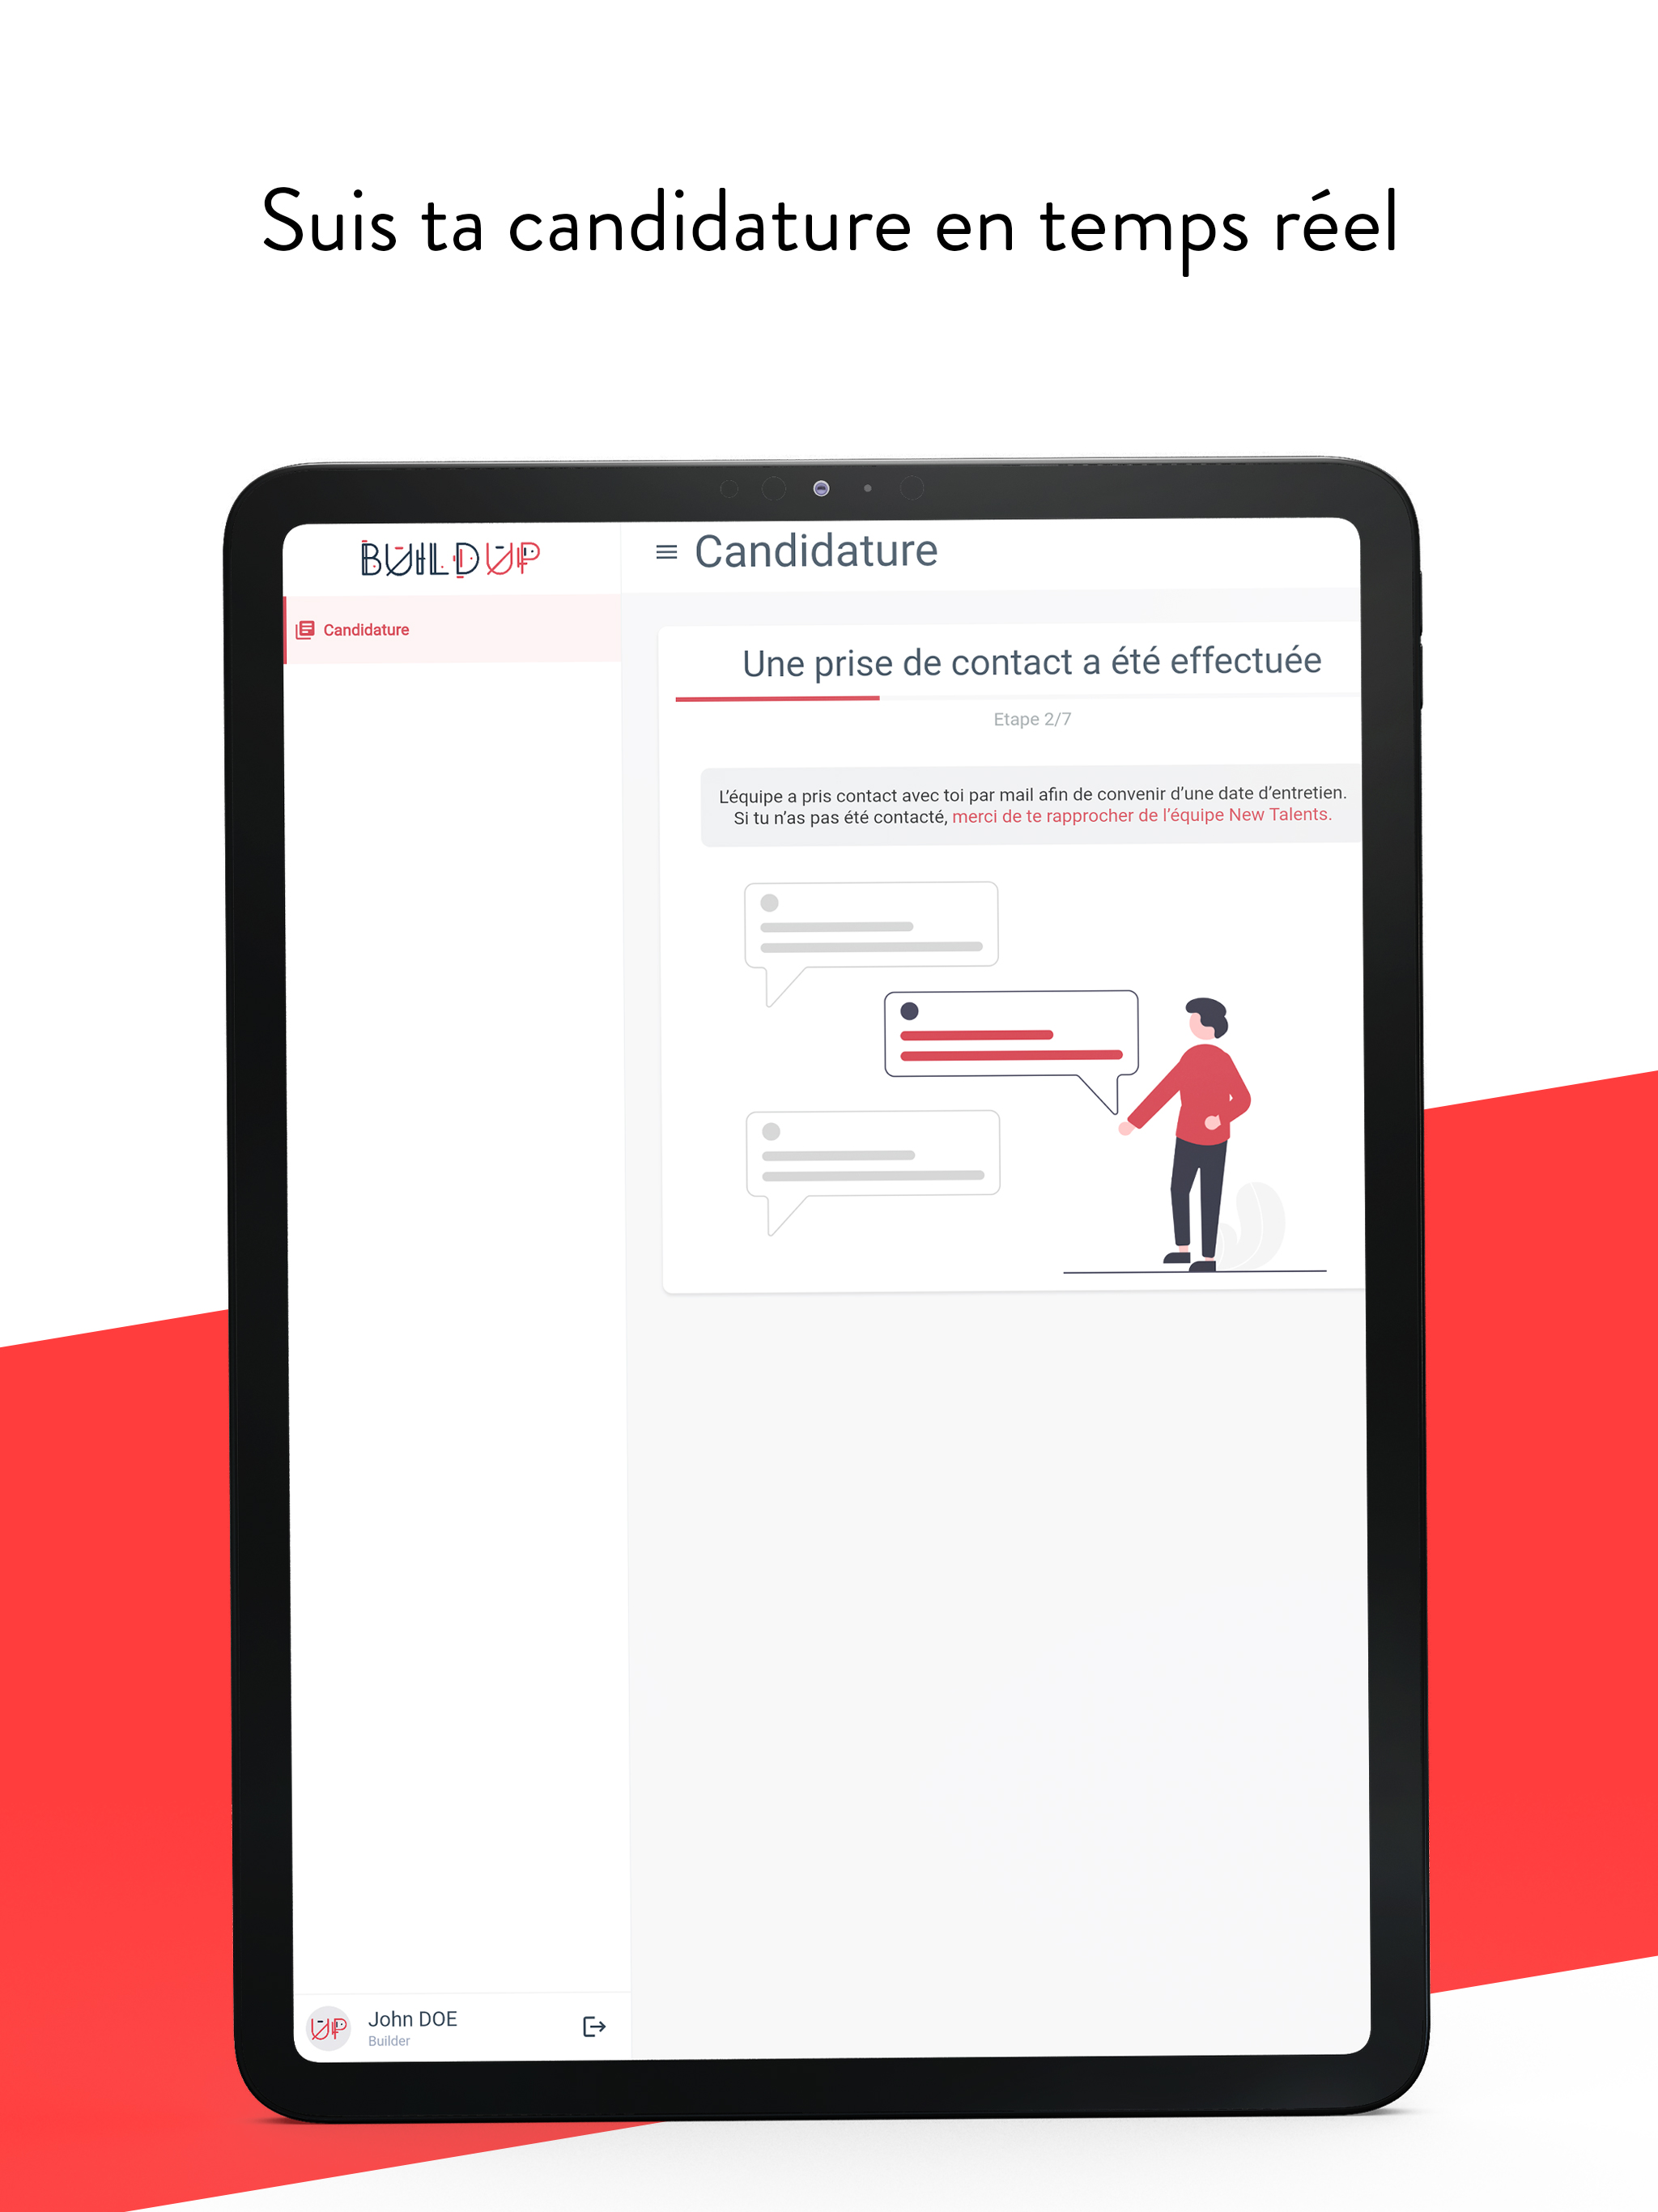 Suis ta candidature en temps réel
BUILD UP
Candidature
Candidature
Une prise de contact a été effectuée
Etape 2/7
L’équipe a pris contact avec toi par mail afin de convenir d’une date d’entretien.
Si tu n’as pas été contacté, merci de te rapprocher de l’équipe New Talents.
UP
John DOE
Builder